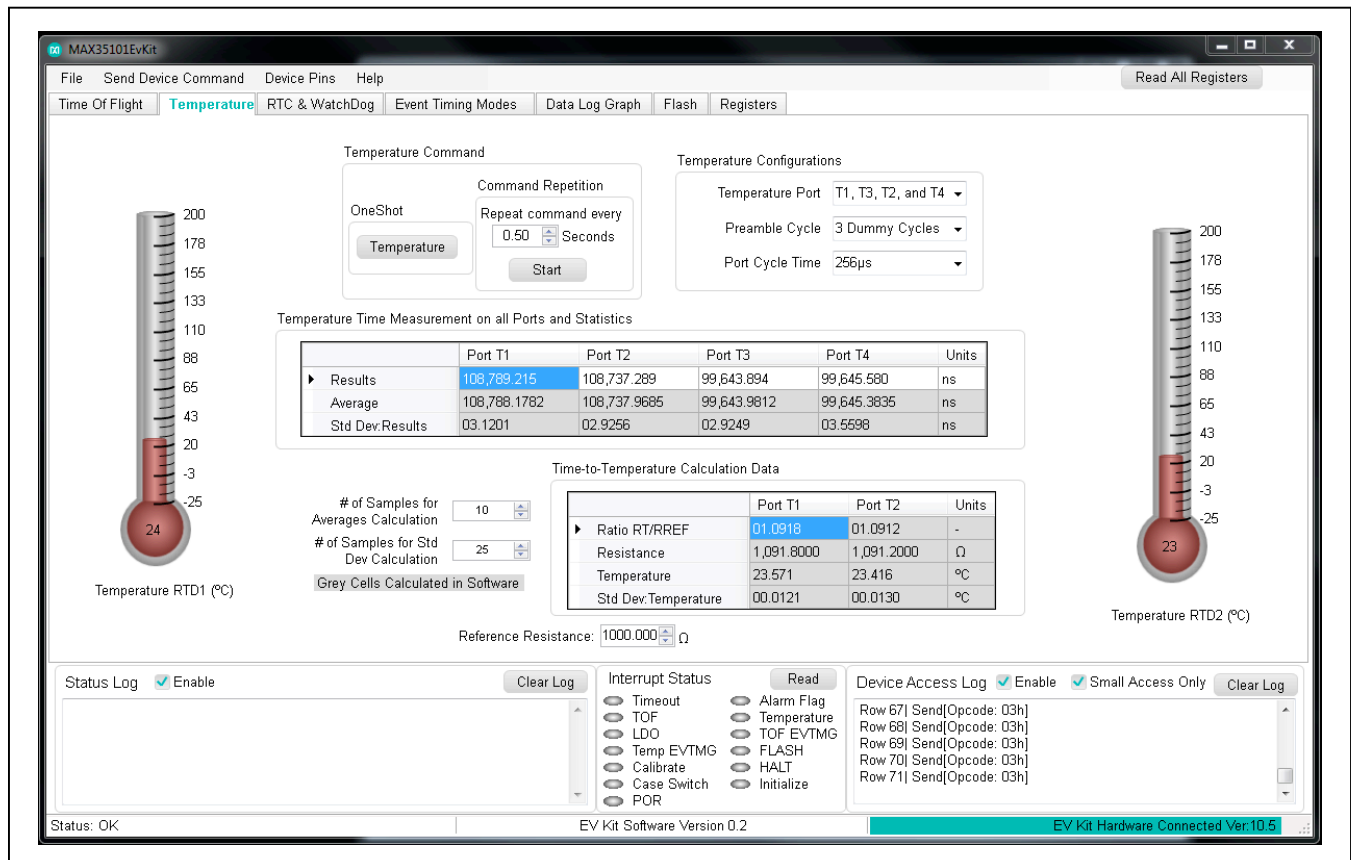 MAX35101EvKit
File Send Device Command Device Pins Help Read All Registers
Time Of Flight Temperature RTC & WatchDog Event Timing Modes Data Log Graph Flash Registers
Temperature Command
OneShot
Temperature
Command Repetition
Repeat command every
0.50 Seconds
Start
Temperature Configurations
Temperature Port T1, T3, T2, and T4
Preamble Cycle 3 Dummy Cycles
Port Cycle Time 256µs
200
178
155
133
110
88
65
43
20
-3
-25
24
Temperature RTD1 (ºC)
Temperature Time Measurement on all Ports and Statistics
Port T1 Port T2 Port T3 Port T4 Units
Results 108,789.215 108,737.289 99,643.894 99,645.580 ns
Average 108,788.1782 108,737.9685 99,643.9812 99,645.3835 ns
Std Dev:Results 03.1201 02.9256 02.9249 03.5598 ns
# of Samples for
Averages Calculation 10
# of Samples for Std
Dev Calculation 25
Grey Cells Calculated in Software
Time-to-Temperature Calculation Data
Port T1 Port T2 Units
Ratio RT/RREF 01.0918 01.0912 -
Resistance 1,091.8000 1,091.2000 Ω
Temperature 23.571 23.416 ºC
Std Dev:Temperature 00.0121 00.0130 ºC
Reference Resistance: 1000.000 Ω
200
178
155
133
110
88
65
43
20
-3
-25
23
Temperature RTD2 (ºC)
Status Log Enable Clear Log
Interrupt Status Read
Timeout Alarm Flag
TOF Temperature
LDO TOF EVTMG
Temp EVTMG FLASH
Calibrate HALT
Case Switch Initialize
POR
Device Access Log Enable Small Access Only Clear Log
Row 67| Send[Opcode: 03h]
Row 68| Send[Opcode: 03h]
Row 69| Send[Opcode: 03h]
Row 70| Send[Opcode: 03h]
Row 71| Send[Opcode: 03h]
Status: OK EV Kit Software Version 0.2 EV Kit Hardware Connected Ver:10.5